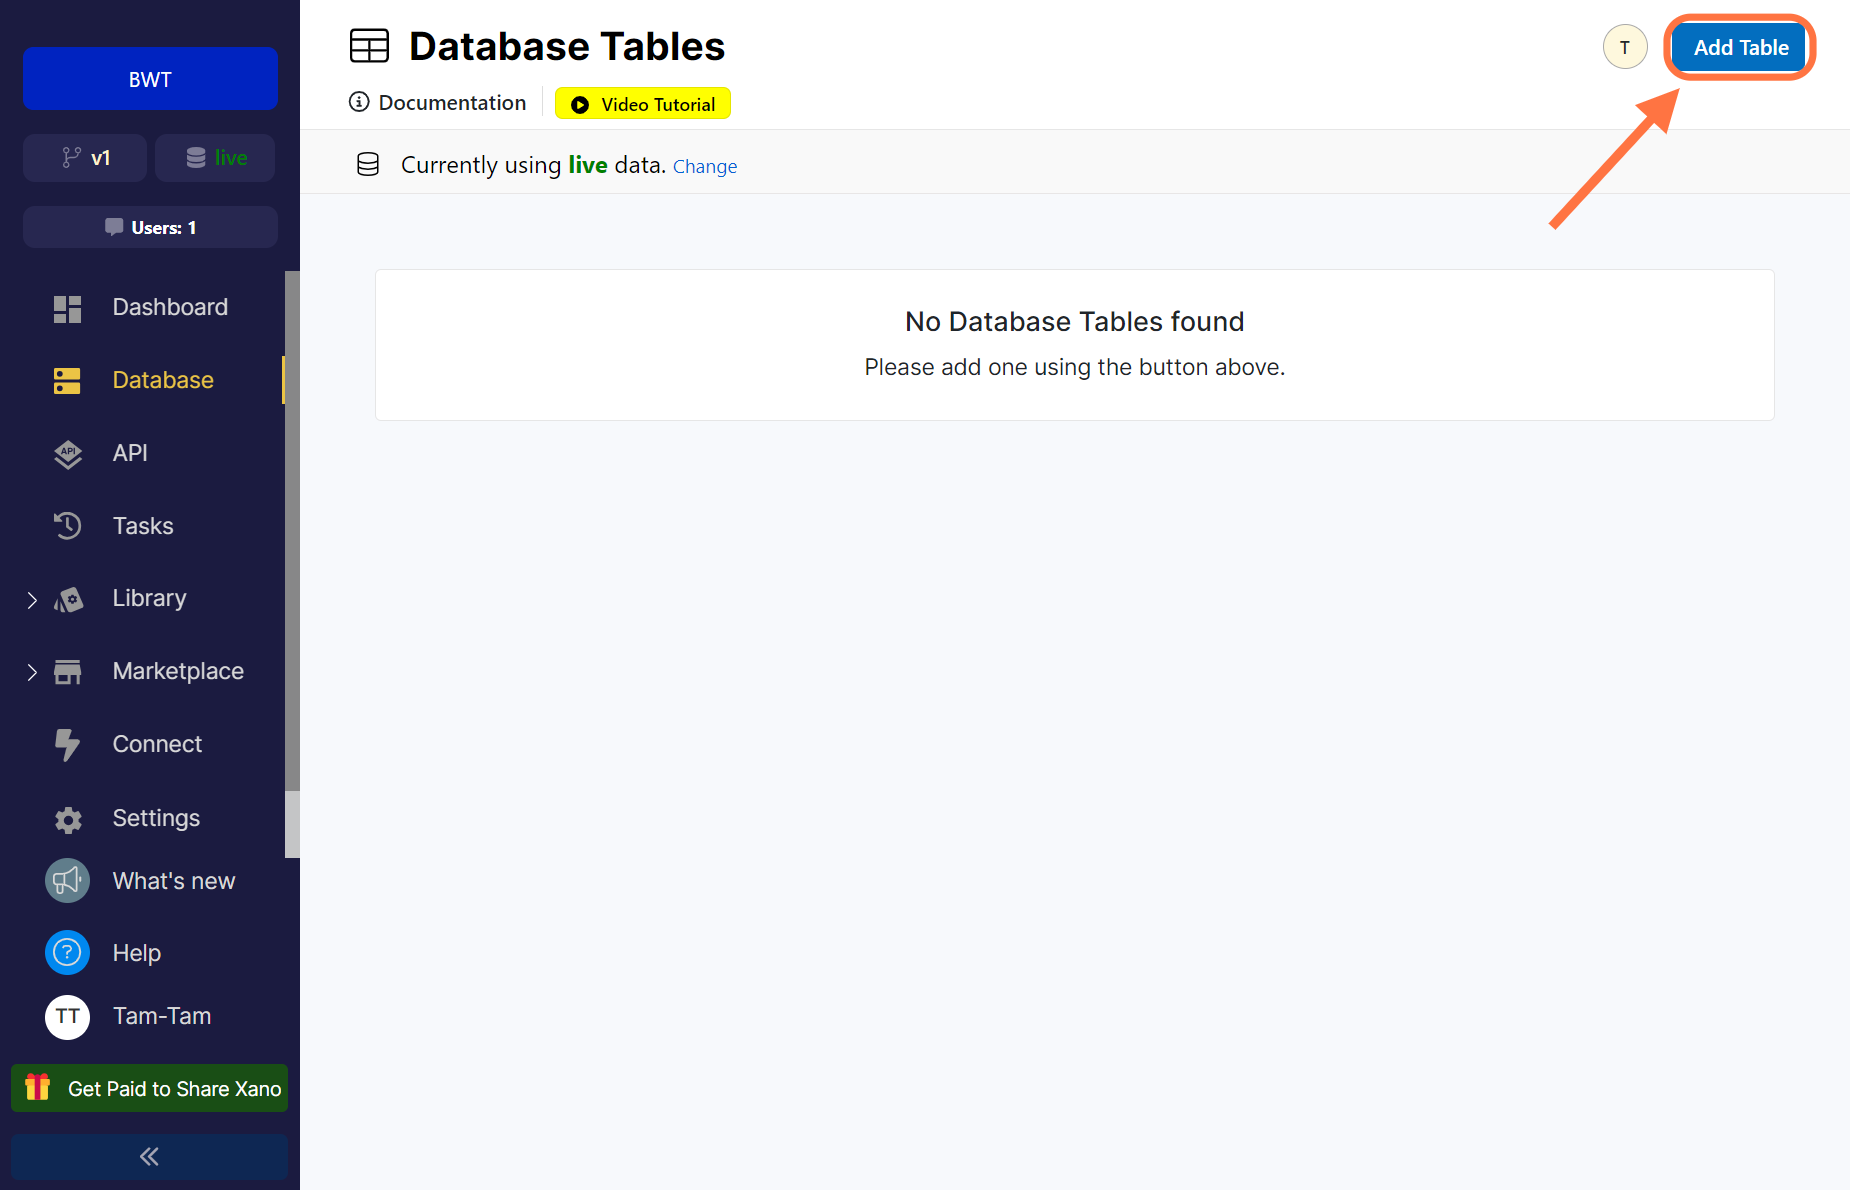 BWT
v1
live
Users: 1
Dashboard
Database
API
API
Tasks
Library
Marketplace
Connect
Settings
What's new
? Help
TT Tam-Tam
Get Paid to Share Xano
Database Tables
T
Add Table
Documentation
Video Tutorial
Currently using live data. Change
No Database Tables found
Please add one using the button above.